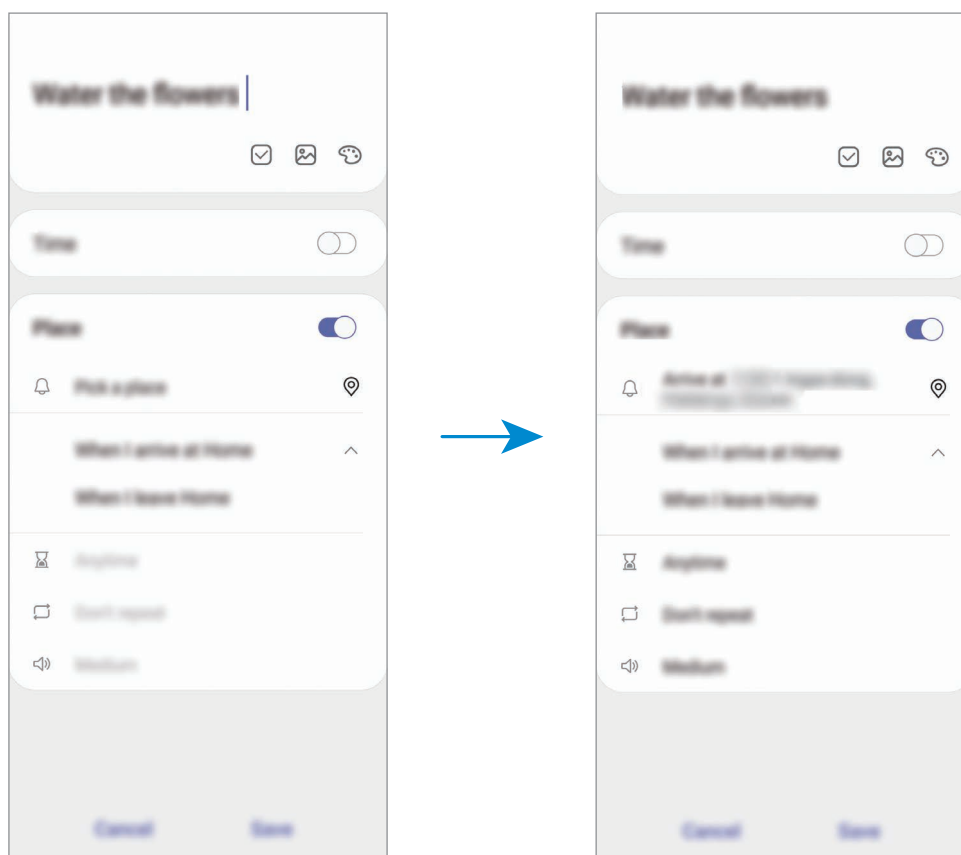 Water the flowers
Time
Place
Pick a place
When I arrive at Home
When I leave Home
Anytime
Don't repeat
Medium
Cancel
Save
Water the flowers
Time
Place
Arrive at
When I arrive at Home
When I leave Home
Anytime
Don't repeat
Medium
Cancel
Save